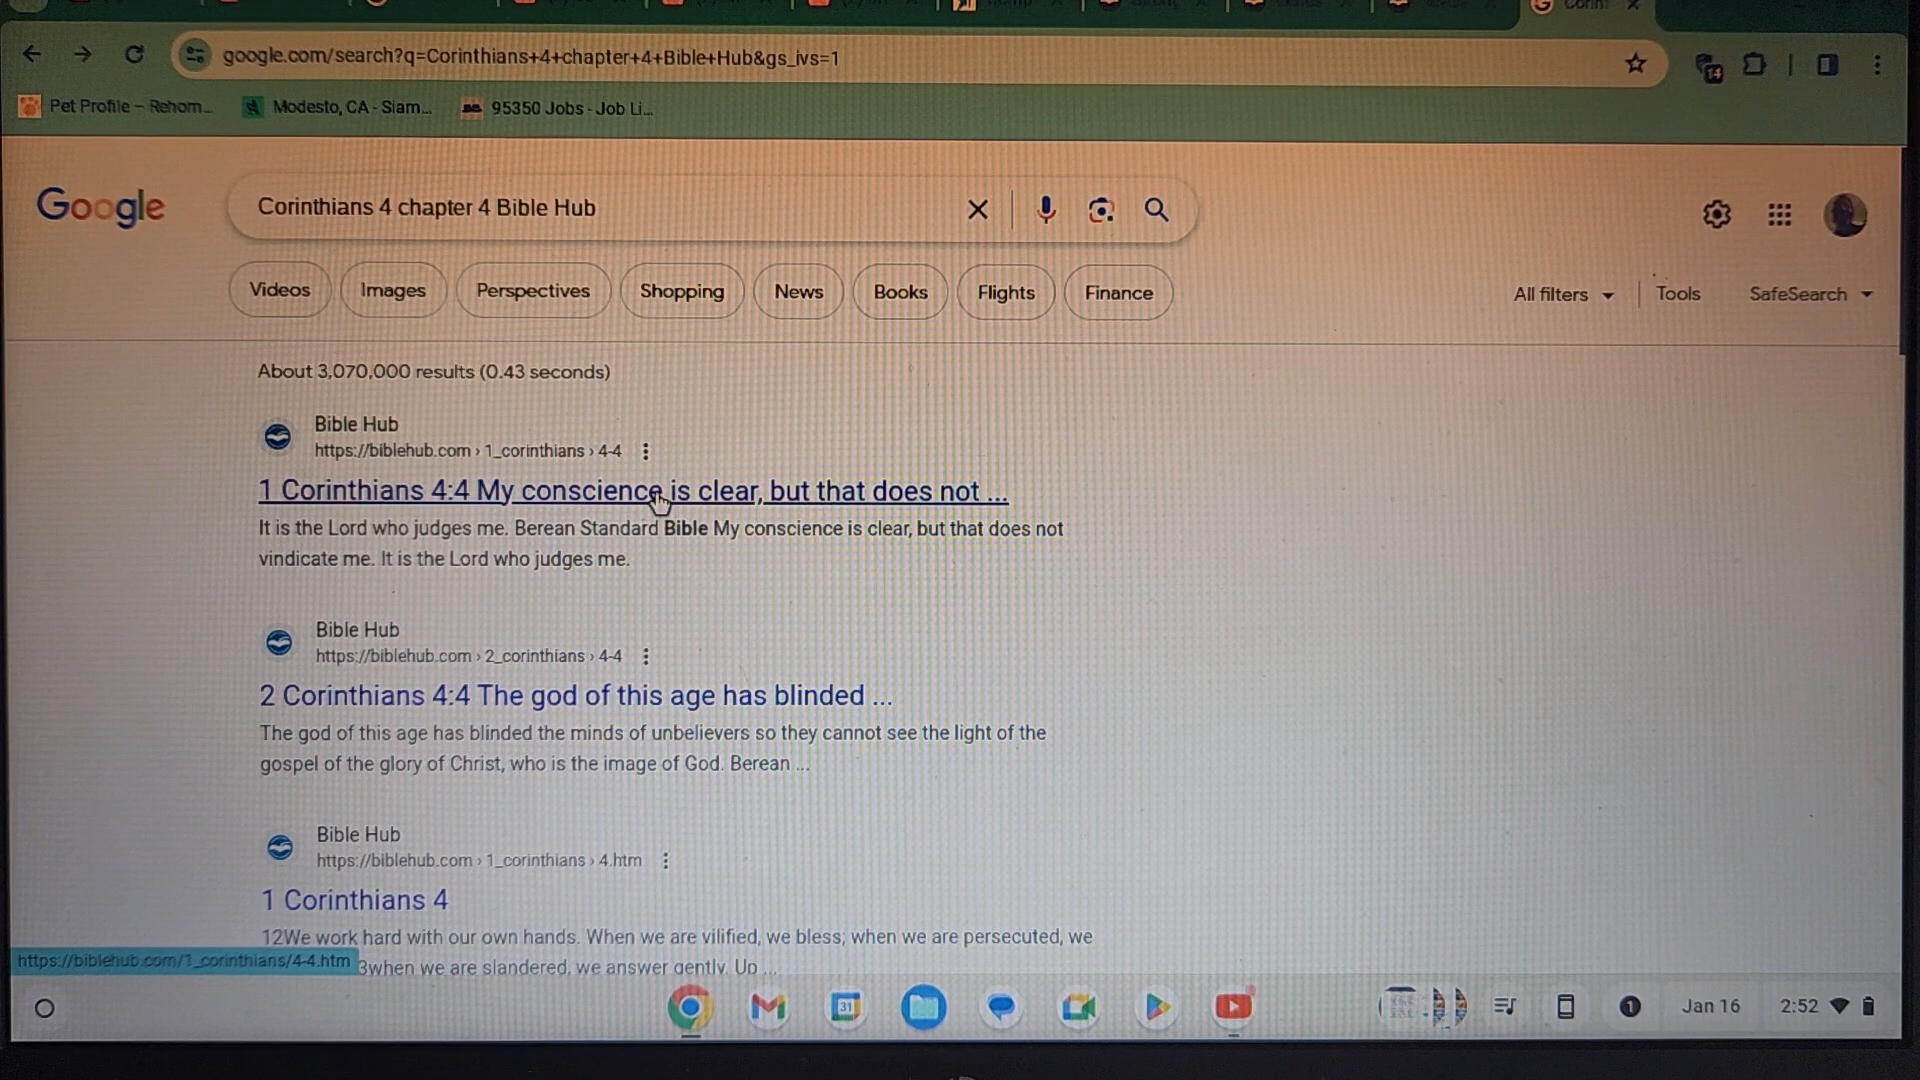 google.com/search?q=Corinthians+4+chapter+4+Bible+Hub&gs_ivs=1
14
Pet Profile – Rehom... Modesto, CA - Siam... 95350 Jobs - Job Li...
Google Corinthians 4 chapter 4 Bible Hub
Videos Images Perspectives Shopping News Books Flights Finance All filters Tools SafeSearch
About 3,070,000 results (0.43 seconds)
Bible Hub
https://biblehub.com › 1_corinthians › 4-4
1 Corinthians 4:4 My conscience is clear, but that does not ...
It is the Lord who judges me. Berean Standard Bible My conscience is clear, but that does not
vindicate me. It is the Lord who judges me.
Bible Hub
https://biblehub.com › 2_corinthians › 4-4
2 Corinthians 4:4 The god of this age has blinded ...
The god of this age has blinded the minds of unbelievers so they cannot see the light of the
gospel of the glory of Christ, who is the image of God. Berean ...
Bible Hub
https://biblehub.com › 1_corinthians › 4.htm
1 Corinthians 4
12We work hard with our own hands. When we are vilified, we bless; when we are persecuted, we
https://biblehub.com/1_corinthians/4-4.htm 3when we are slandered, we answer gently. Up ...
31 1 Jan 16 2:52